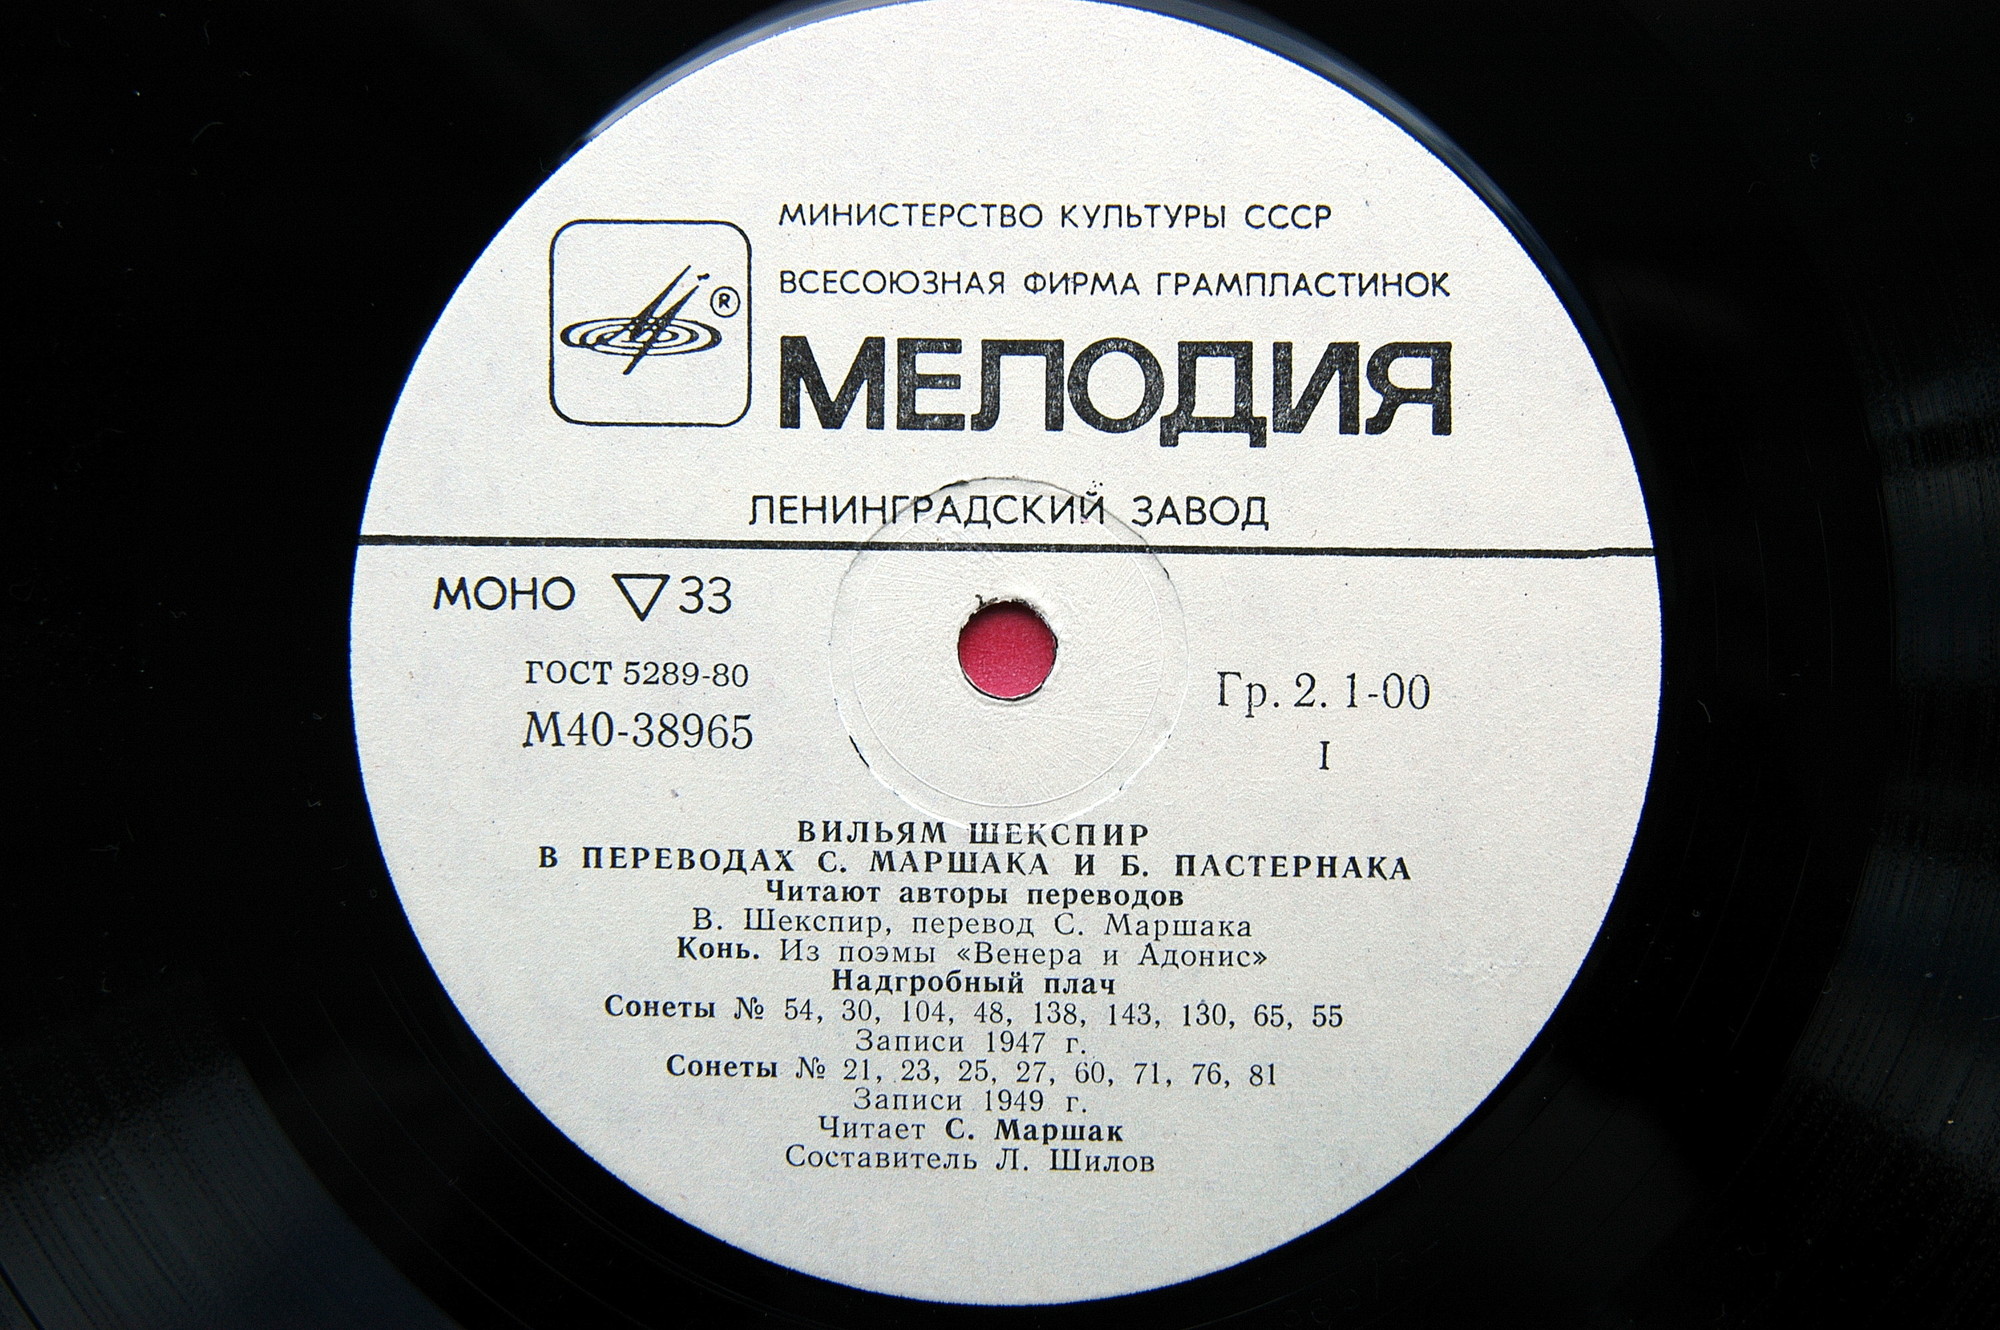 МИНИСТЕРСТВО КУЛЬТУРЫ СССР
ВСЕСОЮЗНАЯ ФИРМА ГРАМПЛАСТИНОК
®
МЕЛОДИЯ
ЛЕНИНГРАДСКИЙ ЗАВОД
МОНО ▽ 33
ГОСТ 5289-80
М40-38965
Гр. 2. 1-00
I
ВИЛЬЯМ ШЕКСПИР
В ПЕРЕВОДАХ С. МАРШАКА И Б. ПАСТЕРНАКА
Читают авторы переводов
В. Шекспир, перевод С. Маршака
Конь. Из поэмы «Венера и Адонис»
Надгробный плач
Сонеты № 54, 30, 104, 48, 138, 143, 130, 65, 55
Записи 1947 г.
Сонеты № 21, 23, 25, 27, 60, 71, 76, 81
Записи 1949 г.
Читает С. Маршак
Составитель Л. Шилов